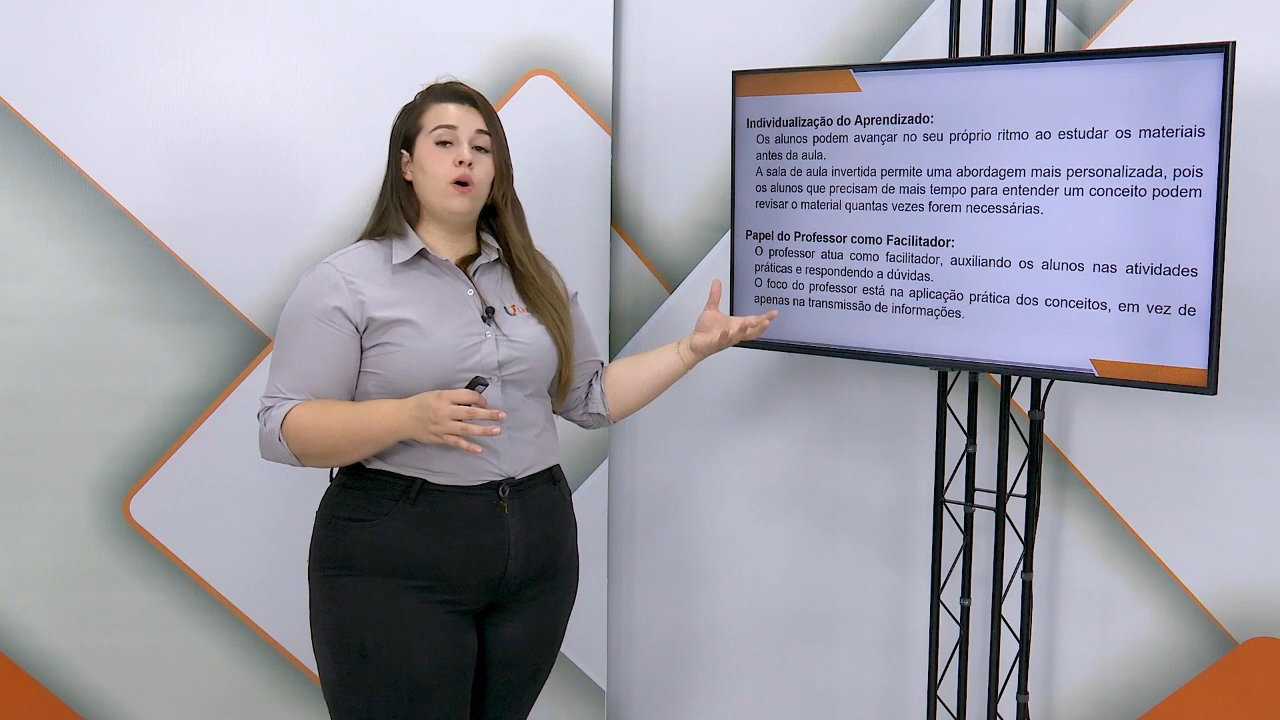 Individualização do Aprendizado:
Os alunos podem avançar no seu próprio ritmo ao estudar os materiais
antes da aula.
A sala de aula invertida permite uma abordagem mais personalizada, pois
os alunos que precisam de mais tempo para entender um conceito podem
revisar o material quantas vezes forem necessárias.
Papel do Professor como Facilitador:
O professor atua como facilitador, auxiliando os alunos nas atividades
práticas e respondendo a dúvidas.
O foco do professor está na aplicação prática dos conceitos, em vez de
apenas na transmissão de informações.